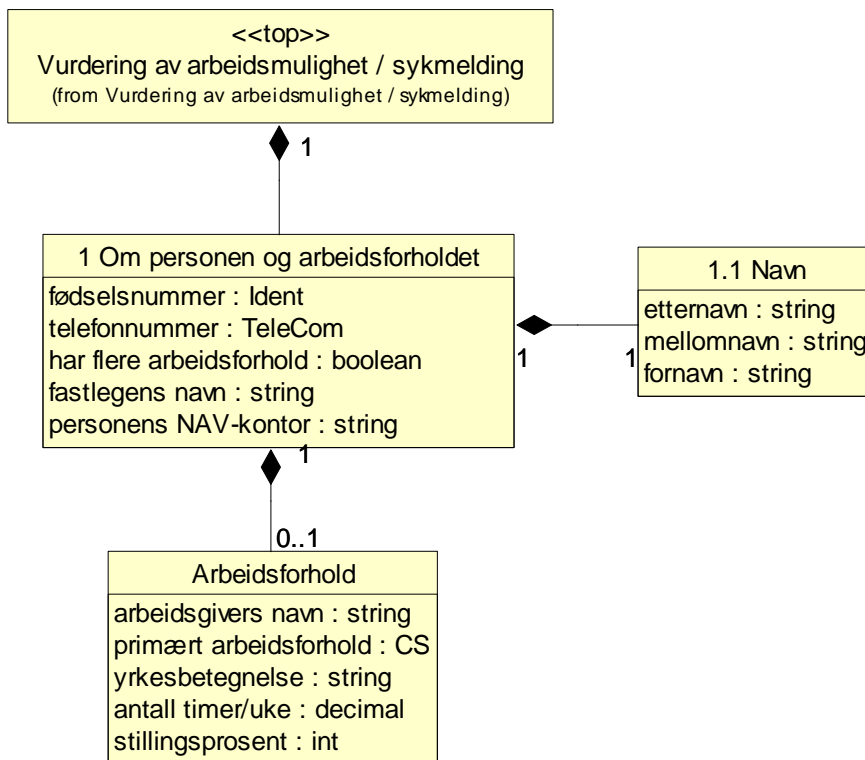 <<top>>
Vurdering av arbeidsmulighet / sykmelding
(from Vurdering av arbeidsmulighet / sykmelding)
1
1 Om personen og arbeidsforholdet
fødselsnummer : Ident
telefonnummer : TeleCom
har flere arbeidsforhold : boolean
fastlegens navn : string
personens NAV-kontor : string
1
1
1.1 Navn
etternavn : string
mellomnavn : string
fornavn : string
1
0..1
Arbeidsforhold
arbeidsgivers navn : string
primært arbeidsforhold : CS
yrkesbetegnelse : string
antall timer/uke : decimal
stillingsprosent : int